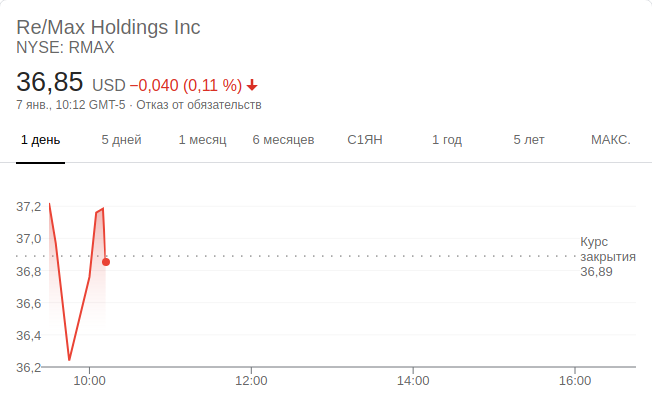 Re/Max Holdings Inc
NYSE: RMAX
36,85 USD −0,040 (0,11 %)
7 янв., 10:12 GMT-5 · Отказ от обязательств
1 день 5 дней 1 месяц 6 месяцев С1ЯН 1 год 5 лет МАКС.
37,2
37,0
36,8
36,6
36,4
36,2
Курс
закрытия
36,89
10:00 12:00 14:00 16:00